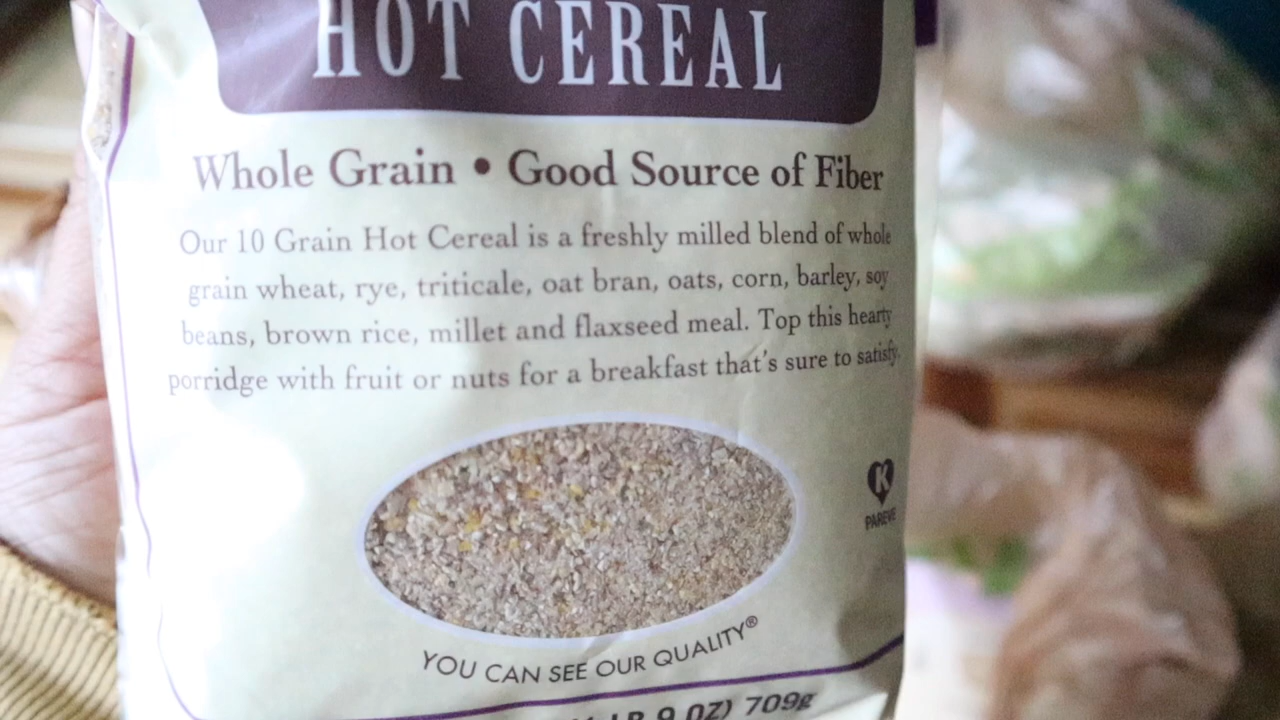 HOT CEREAL
Whole Grain • Good Source of Fiber
Our 10 Grain Hot Cereal is a freshly milled blend of whole
grain wheat, rye, triticale, oat bran, oats, corn, barley, soy
beans, brown rice, millet and flaxseed meal. Top this hearty
porridge with fruit or nuts for a breakfast that's sure to satisfy.
K
PAREVE
YOU CAN SEE OUR QUALITY®
LB 9 OZ) 709g